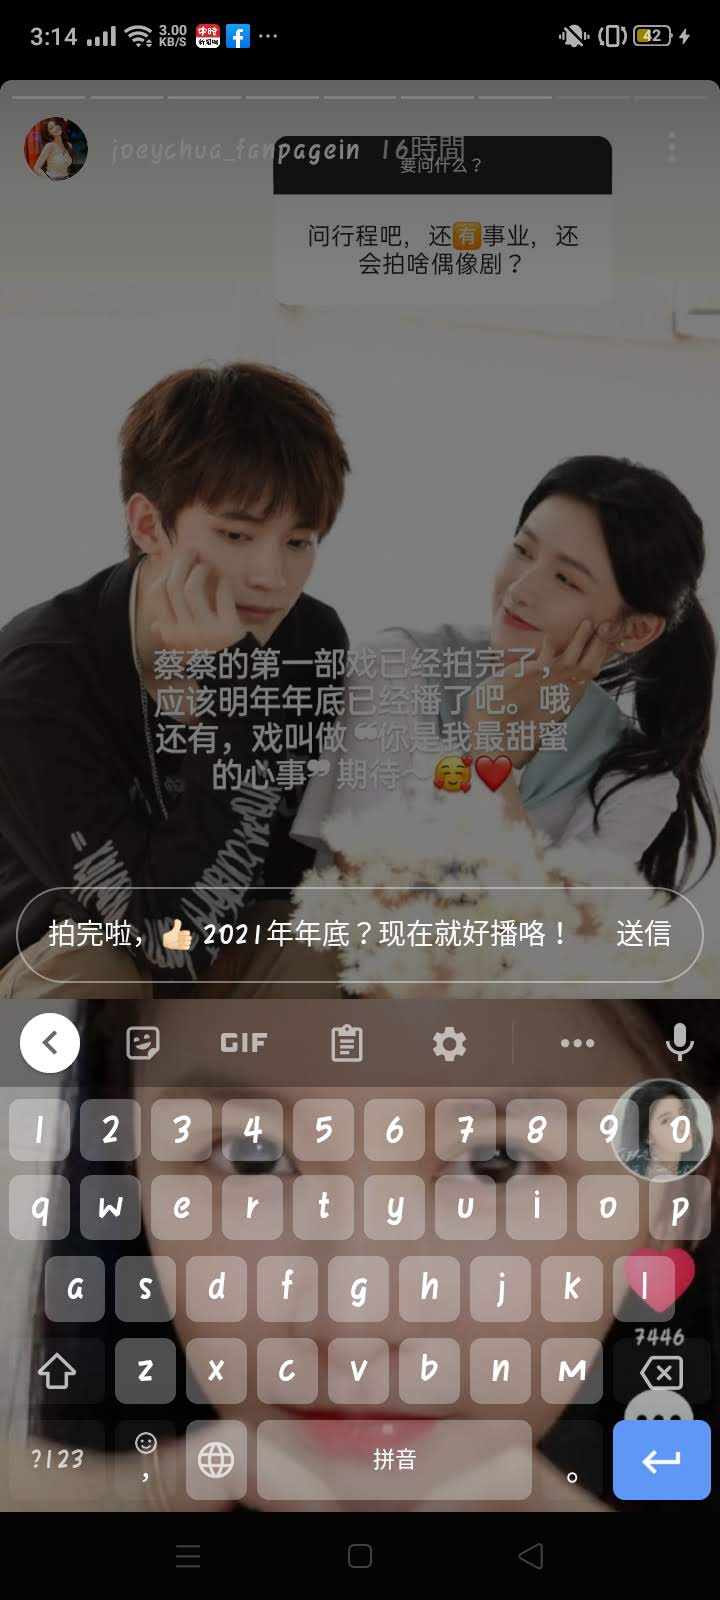 3:14 3.00 KB/S 中時 新聞網 f ... 42
joeychua_fanpagein 16時間
要问什么？
问行程吧，还🈶事业，还
会拍啥偶像剧？
蔡蔡的第一部戏已经拍完了，
应该明年年底已经播了吧。哦
还有，戏叫做❝你是我最甜蜜
的心事❞期待~🥰❤️
拍完啦，👍🏻2021年年底？现在就好播咯！ 送信
GIF
1 2 3 4 5 6 7 8 9 0
q w e r t y u i o p
a s d f g h j k l
7446
z x c v b n m
?123 , 拼音 。